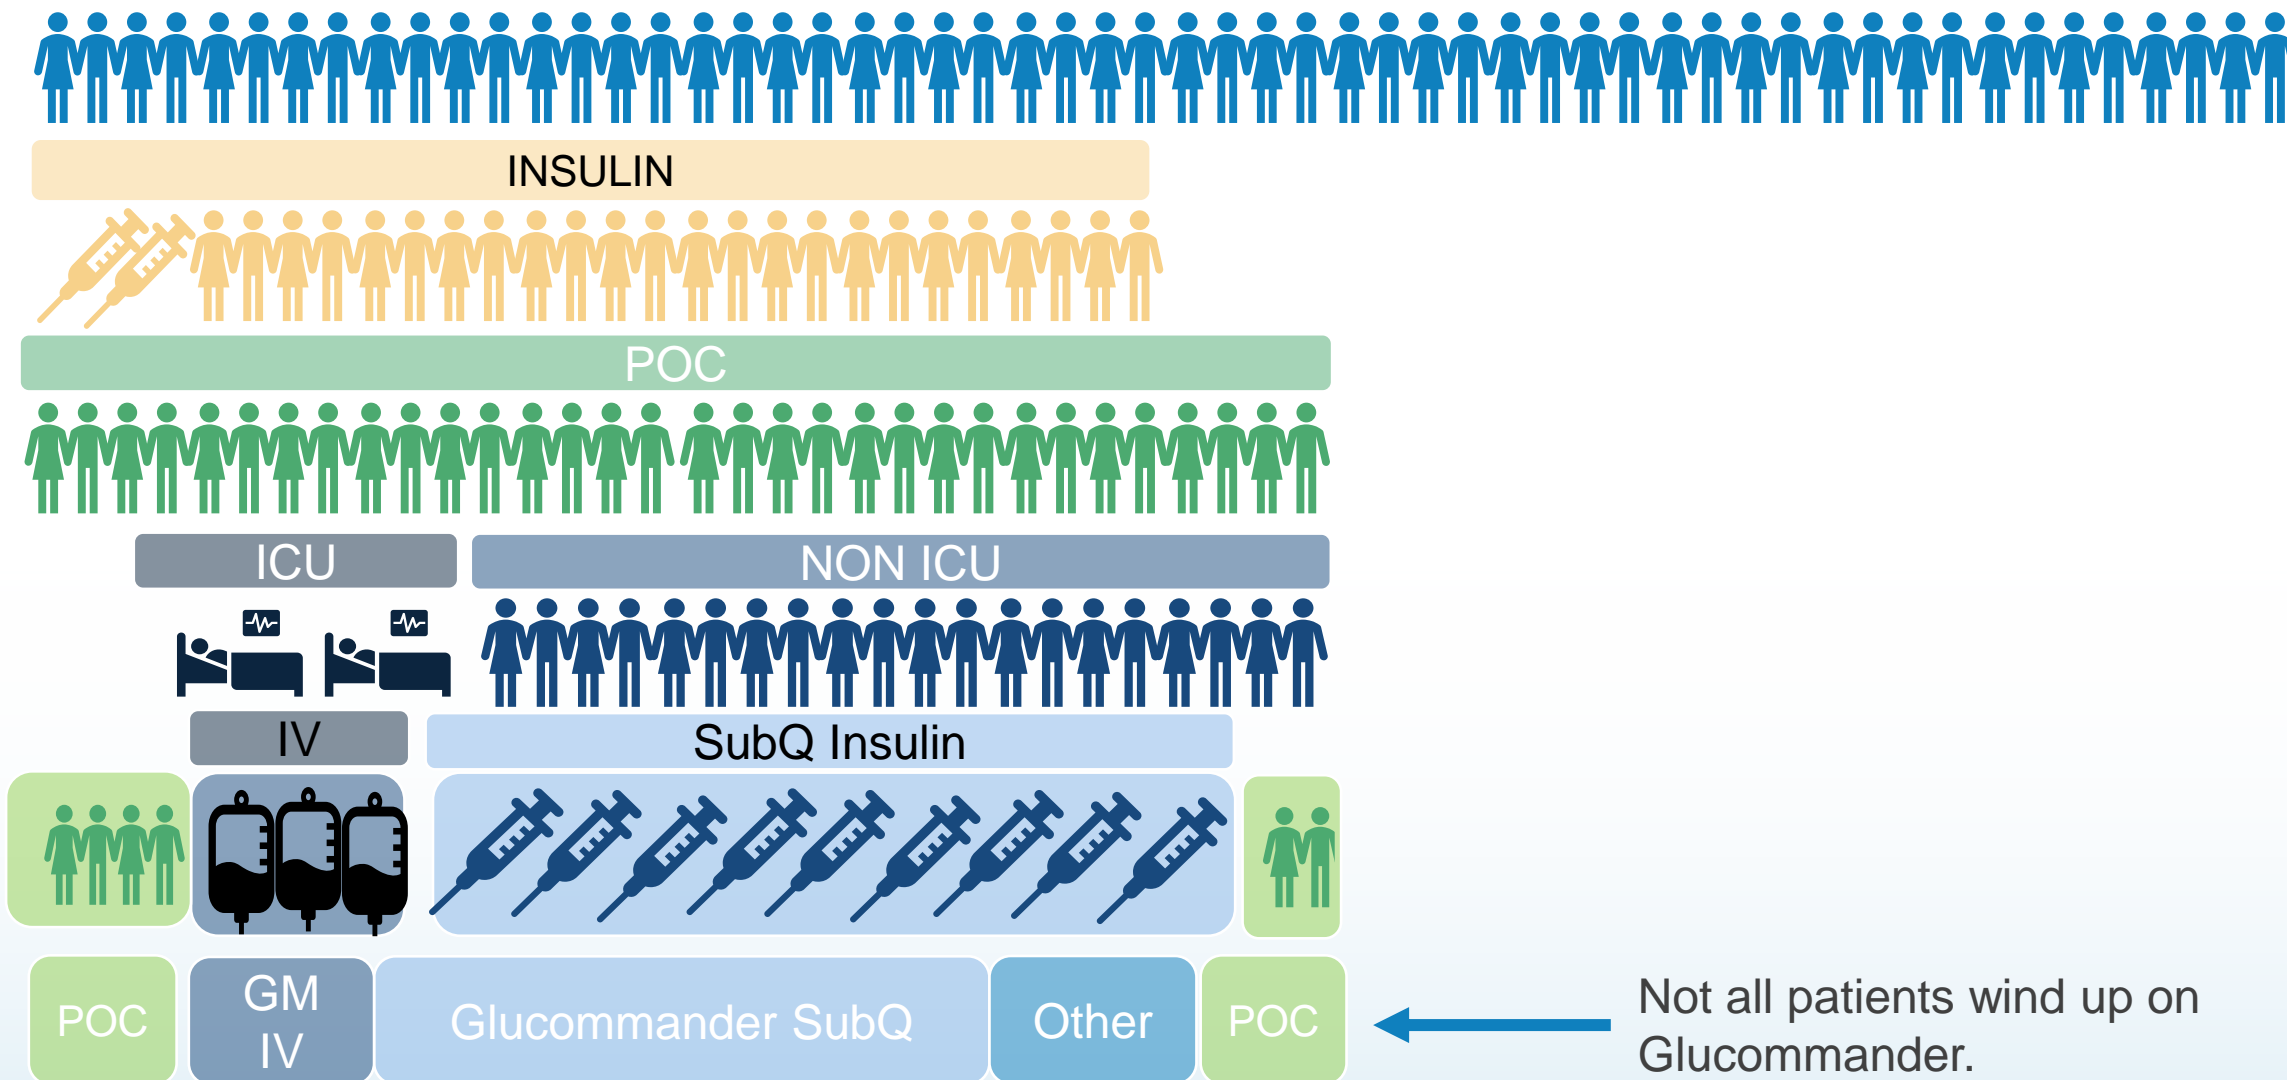 INSULIN
POC
ICU
NON ICU
IV
SubQ Insulin
POC
GM
IV
Glucommander SubQ
Other
POC
Not all patients wind up on
Glucommander.